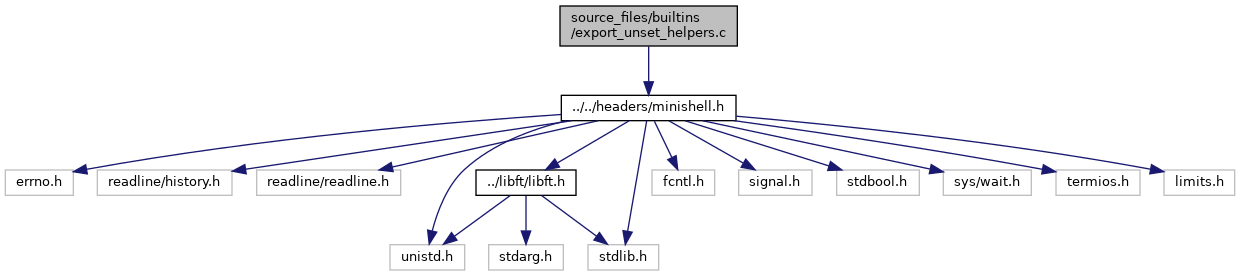 source_files/builtins
/export_unset_helpers.c
../../headers/minishell.h
errno.h
readline/history.h
readline/readline.h
../libft/libft.h
fcntl.h
signal.h
stdbool.h
sys/wait.h
termios.h
limits.h
unistd.h
stdarg.h
stdlib.h